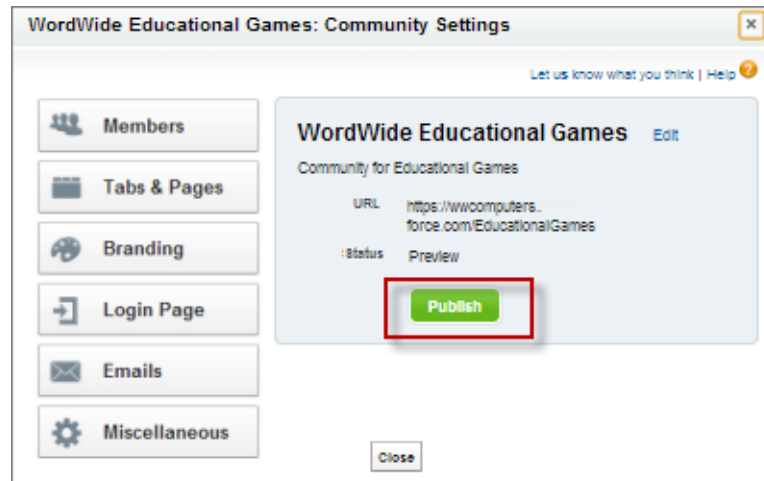 WordWide Educational Games: Community Settings
Let us know what you think | Help
Members
Tabs & Pages
Branding
Login Page
Emails
Miscellaneous
WordWide Educational Games Edit
Community for Educational Games
URL https://wwcomputers..
force.com/EducationalGames
Status Preview
Publish
Close